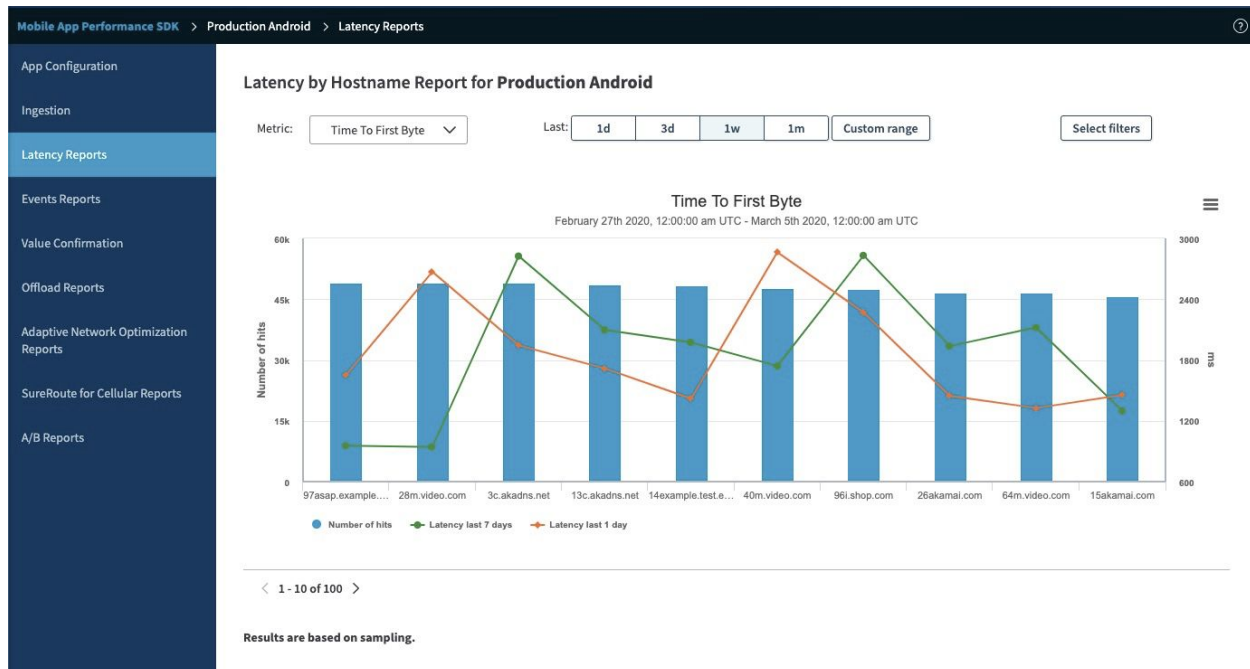 Mobile App Performance SDK > Production Android > Latency Reports ?
App Configuration
Ingestion
Latency Reports
Events Reports
Value Confirmation
Offload Reports
Adaptive Network Optimization
Reports
SureRoute for Cellular Reports
A/B Reports
Latency by Hostname Report for Production Android
Metric: Time To First Byte Last: 1d 3d 1w 1m Custom range Select filters
Time To First Byte
February 27th 2020, 12:00:00 am UTC - March 5th 2020, 12:00:00 am UTC
60k 3000
45k 2400
30k 1800
15k 1200
0 600
Number of hits
ms
97asap.example.... 28m.video.com 3c.akadns.net 13c.akadns.net 14example.test.e... 40m.video.com 96i.shop.com 26akamai.com 64m.video.com 15akamai.com
Number of hits Latency last 7 days Latency last 1 day
< 1 - 10 of 100 >
Results are based on sampling.